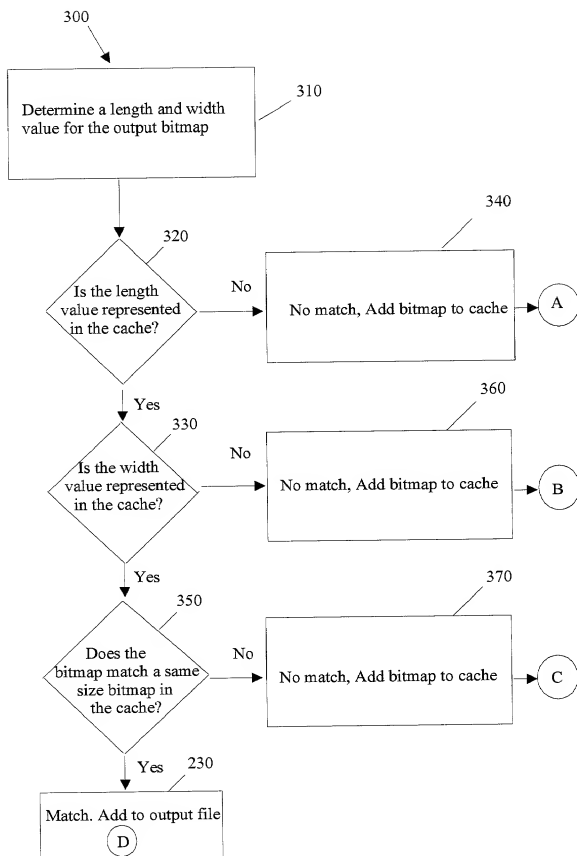 300
310
Determine a length and width
value for the output bitmap
320
Is the length
value represented
in the cache?
No
340
No match, Add bitmap to cache
A
Yes
330
Is the width
value represented
in the cache?
No
360
No match, Add bitmap to cache
B
Yes
350
Does the
bitmap match a same
size bitmap in
the cache?
No
370
No match, Add bitmap to cache
C
Yes
230
Match. Add to output file
D